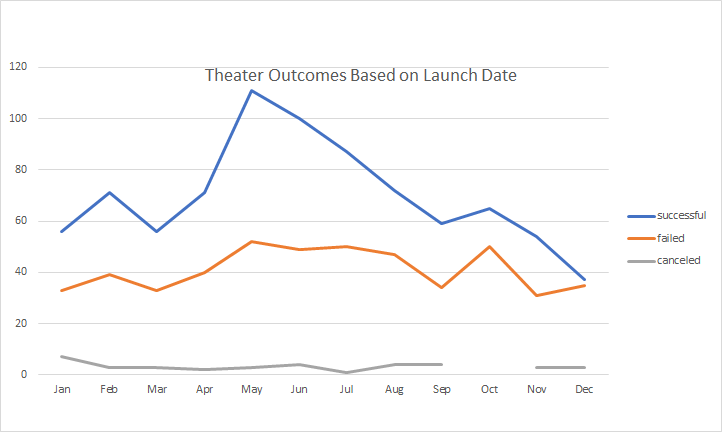 Theater Outcomes Based on Launch Date
120
100
80
60
40
20
0
Jan Feb Mar Apr May Jun Jul Aug Sep Oct Nov Dec
successful
failed
canceled